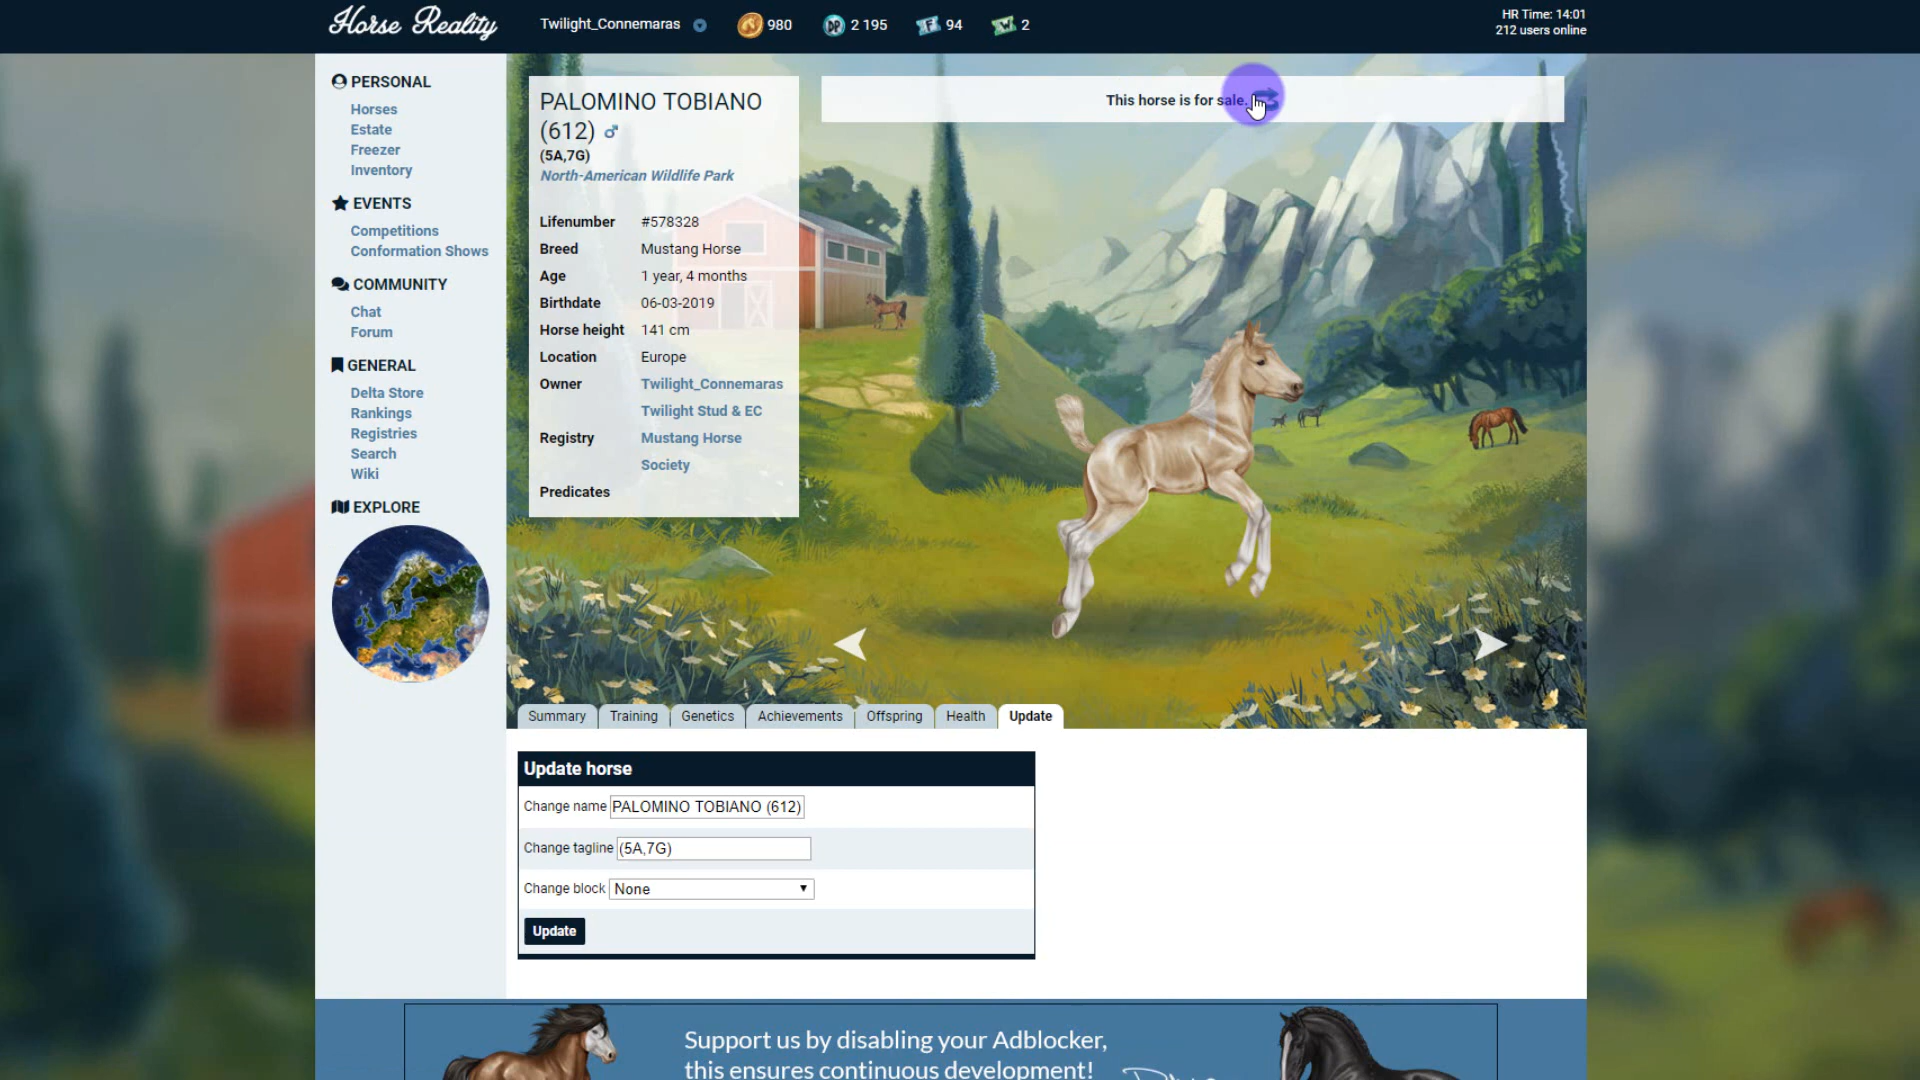 Horse Reality
Twilight_Connemaras
980
DP 2 195
F 94
W 2
HR Time: 14:01
212 users online
PERSONAL
Horses
Estate
Freezer
Inventory
EVENTS
Competitions
Conformation Shows
COMMUNITY
Chat
Forum
GENERAL
Delta Store
Rankings
Registries
Search
Wiki
EXPLORE
PALOMINO TOBIANO
(612) ♂
(5A,7G)
North-American Wildlife Park
Lifenumber #578328
Breed Mustang Horse
Age 1 year, 4 months
Birthdate 06-03-2019
Horse height 141 cm
Location Europe
Owner Twilight_Connemaras
Twilight Stud & EC
Registry Mustang Horse
Society
Predicates
This horse is for sale.
Summary Training Genetics Achievements Offspring Health Update
Update horse
Change name PALOMINO TOBIANO (612)
Change tagline (5A,7G)
Change block None
Update
Support us by disabling your Adblocker,
this ensures continuous development!